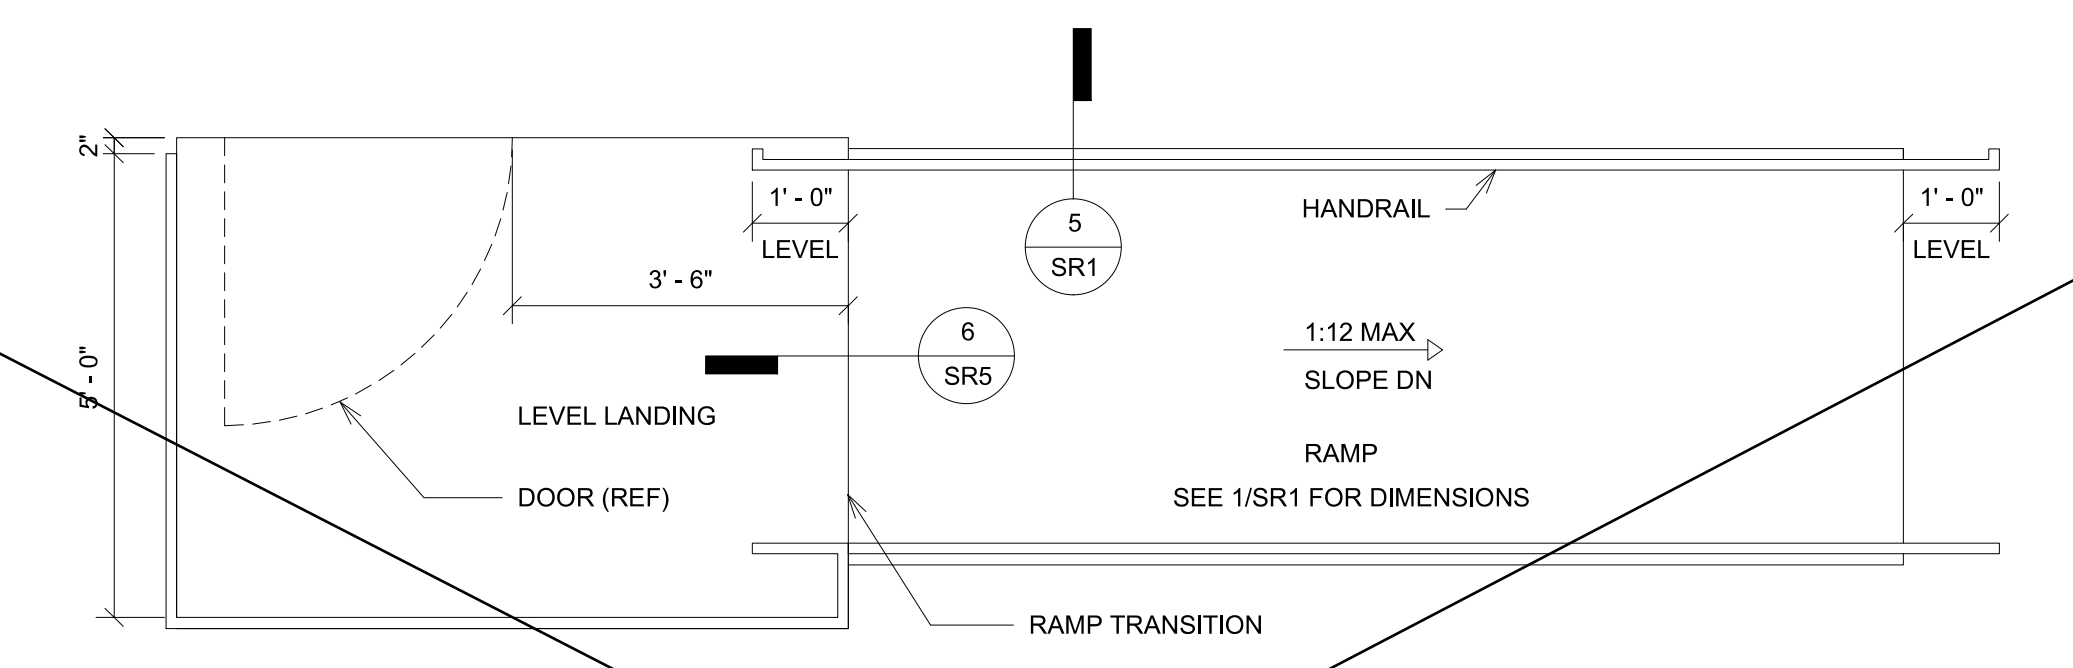 2"
1' - 0"
LEVEL
5
SR1
HANDRAIL
1' - 0"
LEVEL
3' - 6"
6
SR5
1:12 MAX
SLOPE DN
5' - 0"
LEVEL LANDING
RAMP
DOOR (REF)
SEE 1/SR1 FOR DIMENSIONS
RAMP TRANSITION